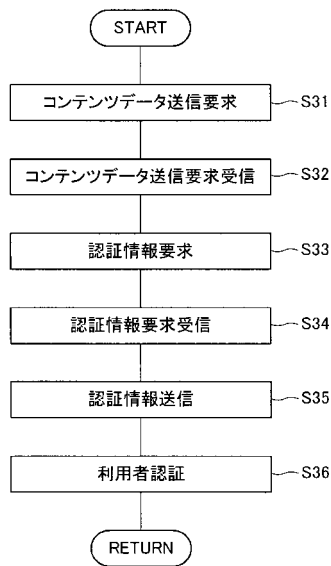 START
コンテンツデータ送信要求 S31
コンテンツデータ送信要求受信 S32
認証情報要求 S33
認証情報要求受信 S34
認証情報送信 S35
利用者認証 S36
RETURN